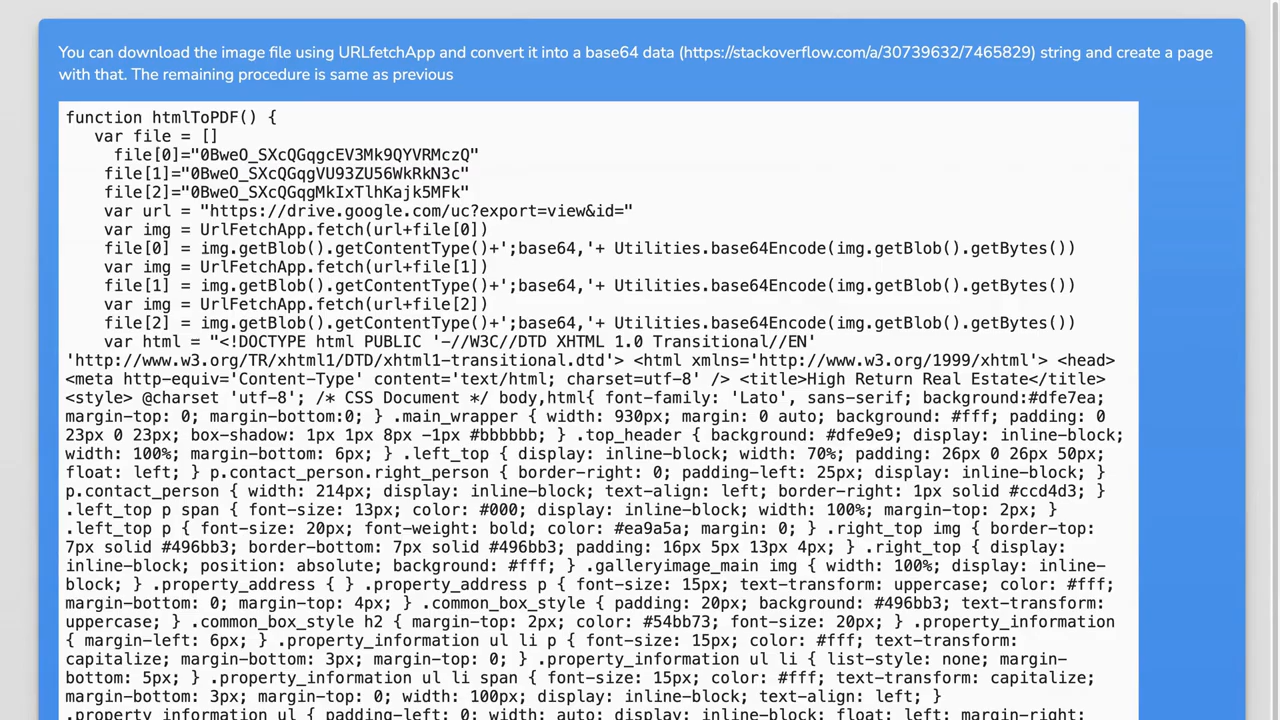 You can download the image file using URLfetchApp and convert it into a base64 data (https://stackoverflow.com/a/30739632/7465829) string and create a page
with that. The remaining procedure is same as previous
function htmlToPDF() {
var file = []
file[0]="0BweO_SXcQGqgcEV3Mk9QYVRMczQ"
file[1]="0BweO_SXcQGqgVU93ZU56WkRkN3c"
file[2]="0BweO_SXcQGqgMkIxTlhKajk5MFk"
var url = "https://drive.google.com/uc?export=view&id="
var img = UrlFetchApp.fetch(url+file[0])
file[0] = img.getBlob().getContentType()+';base64,'+ Utilities.base64Encode(img.getBlob().getBytes())
var img = UrlFetchApp.fetch(url+file[1])
file[1] = img.getBlob().getContentType()+';base64,'+ Utilities.base64Encode(img.getBlob().getBytes())
var img = UrlFetchApp.fetch(url+file[2])
file[2] = img.getBlob().getContentType()+';base64,'+ Utilities.base64Encode(img.getBlob().getBytes())
var html = "<!DOCTYPE html PUBLIC '-//W3C//DTD XHTML 1.0 Transitional//EN'
'http://www.w3.org/TR/xhtml1/DTD/xhtml1-transitional.dtd'> <html xmlns='http://www.w3.org/1999/xhtml'> <head>
<meta http-equiv='Content-Type' content='text/html; charset=utf-8' /> <title>High Return Real Estate</title>
<style> @charset 'utf-8'; /* CSS Document */ body,html{ font-family: 'Lato', sans-serif; background:#dfe7ea;
margin-top: 0; margin-bottom:0; } .main_wrapper { width: 930px; margin: 0 auto; background: #fff; padding: 0
23px 0 23px; box-shadow: 1px 1px 8px -1px #bbbbbb; } .top_header { background: #dfe9e9; display: inline-block;
width: 100%; margin-bottom: 6px; } .left_top { display: inline-block; width: 70%; padding: 26px 0 26px 50px;
float: left; } p.contact_person.right_person { border-right: 0; padding-left: 25px; display: inline-block; }
p.contact_person { width: 214px; display: inline-block; text-align: left; border-right: 1px solid #ccd4d3; }
.left_top p span { font-size: 13px; color: #000; display: inline-block; width: 100%; margin-top: 2px; }
.left_top p { font-size: 20px; font-weight: bold; color: #ea9a5a; margin: 0; } .right_top img { border-top:
7px solid #496bb3; border-bottom: 7px solid #496bb3; padding: 16px 5px 13px 4px; } .right_top { display:
inline-block; position: absolute; background: #fff; } .galleryimage_main img { width: 100%; display: inline-
block; } .property_address { } .property_address p { font-size: 15px; text-transform: uppercase; color: #fff;
margin-bottom: 0; margin-top: 4px; } .common_box_style { padding: 20px; background: #496bb3; text-transform:
uppercase; } .common_box_style h2 { margin-top: 2px; color: #54bb73; font-size: 20px; } .property_information
{ margin-left: 6px; } .property_information ul li p { font-size: 15px; color: #fff; text-transform:
capitalize; margin-bottom: 3px; margin-top: 0; } .property_information ul li { list-style: none; margin-
bottom: 5px; } .property_information ul li span { font-size: 15px; color: #fff; text-transform: capitalize;
margin-bottom: 3px; margin-top: 0; width: 100px; display: inline-block; text-align: left; }
.property_information ul { padding-left: 0; width: auto; display: inline-block; float: left; margin-right: